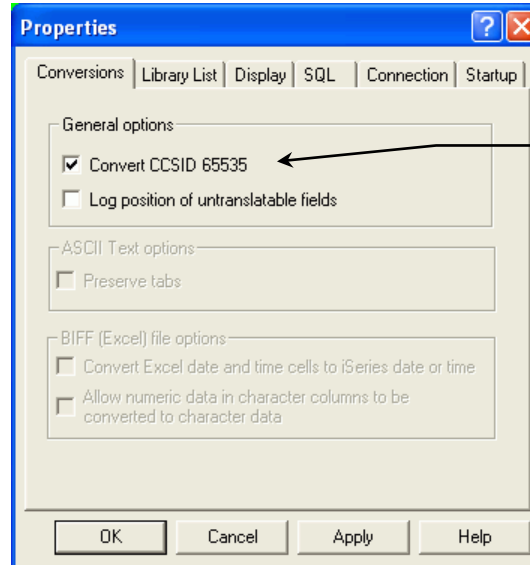 Properties
Conversions Library List Display SQL Connection Startup
General options
Convert CCSID 65535
Log position of untranslatable fields
ASCII Text options
Preserve tabs
BIFF (Excel) file options
Convert Excel date and time cells to iSeries date or time
Allow numeric data in character columns to be
converted to character data
OK Cancel Apply Help